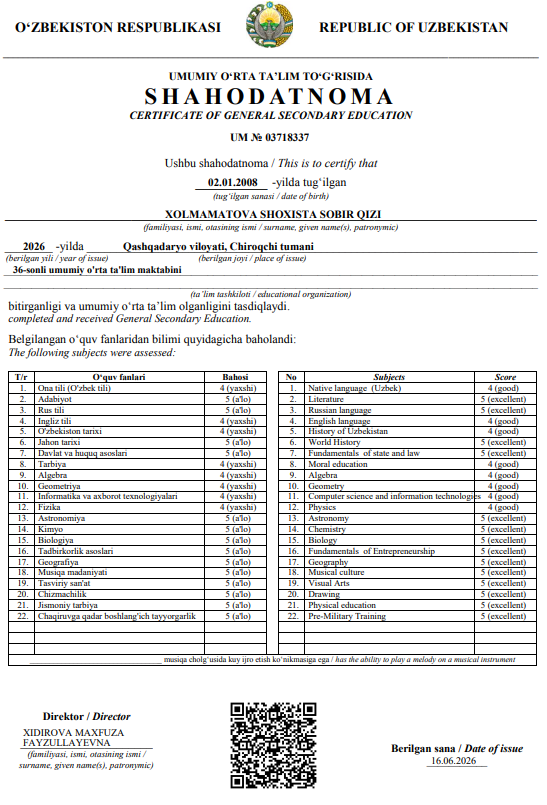 O‘ZBEKISTON RESPUBLIKASI REPUBLIC OF UZBEKISTAN
UMUMIY O‘RTA TA’LIM TO‘G‘RISIDA
SHAHODATNOMA
CERTIFICATE OF GENERAL SECONDARY EDUCATION
UM № 03718337
Ushbu shahodatnoma / This is to certify that
02.01.2008 -yilda tug‘ilgan
(tug‘ilgan sanasi / date of birth)
XOLMAMATOVA SHOXISTA SOBIR QIZI
(familiyasi, ismi, otasining ismi / surname, given name(s), patronymic)
2026 -yilda Qashqadaryo viloyati, Chiroqchi tumani
(berilgan yili / year of issue) (berilgan joyi / place of issue)
36-sonli umumiy o'rta ta'lim maktabini
(ta’lim tashkiloti / educational organization)
bitirganligi va umumiy o‘rta ta’lim olganligini tasdiqlaydi.
completed and received General Secondary Education.
Belgilangan o‘quv fanlaridan bilimi quyidagicha baholandi:
The following subjects were assessed:
T/r O‘quv fanlari Bahosi No Subjects Score
1. Ona tili (O'zbek tili) 4 (yaxshi) 1. Native language (Uzbek) 4 (good)
2. Adabiyot 5 (a'lo) 2. Literature 5 (excellent)
3. Rus tili 5 (a'lo) 3. Russian language 5 (excellent)
4. Ingliz tili 4 (yaxshi) 4. English language 4 (good)
5. O'zbekiston tarixi 4 (yaxshi) 5. History of Uzbekistan 4 (good)
6. Jahon tarixi 5 (a'lo) 6. World History 5 (excellent)
7. Davlat va huquq asoslari 5 (a'lo) 7. Fundamentals of state and law 5 (excellent)
8. Tarbiya 4 (yaxshi) 8. Moral education 4 (good)
9. Algebra 4 (yaxshi) 9. Algebra 4 (good)
10. Geometriya 4 (yaxshi) 10. Geometry 4 (good)
11. Informatika va axborot texnologiyalari 4 (yaxshi) 11. Computer science and information technologies 4 (good)
12. Fizika 4 (yaxshi) 12. Physics 4 (good)
13. Astronomiya 5 (a'lo) 13. Astronomy 5 (excellent)
14. Kimyo 5 (a'lo) 14. Chemistry 5 (excellent)
15. Biologiya 5 (a'lo) 15. Biology 5 (excellent)
16. Tadbirkorlik asoslari 5 (a'lo) 16. Fundamentals of Entrepreneurship 5 (excellent)
17. Geografiya 5 (a'lo) 17. Geography 5 (excellent)
18. Musiqa madaniyati 5 (a'lo) 18. Musical culture 5 (excellent)
19. Tasviriy san'at 5 (a'lo) 19. Visual Arts 5 (excellent)
20. Chizmachilik 5 (a'lo) 20. Drawing 5 (excellent)
21. Jismoniy tarbiya 5 (a'lo) 21. Physical education 5 (excellent)
22. Chaqiruvga qadar boshlang'ich tayyorgarlik 5 (a'lo) 22. Pre-Military Training 5 (excellent)
musiqa cholg‘usida kuy ijro etish ko‘nikmasiga ega / has the ability to play a melody on a musical instrument
Direktor / Director
XIDIROVA MAXFUZA
FAYZULLAYEVNA
(familiyasi, ismi, otasining ismi /
surname, given name(s), patronymic)
Berilgan sana / Date of issue
16.06.2026